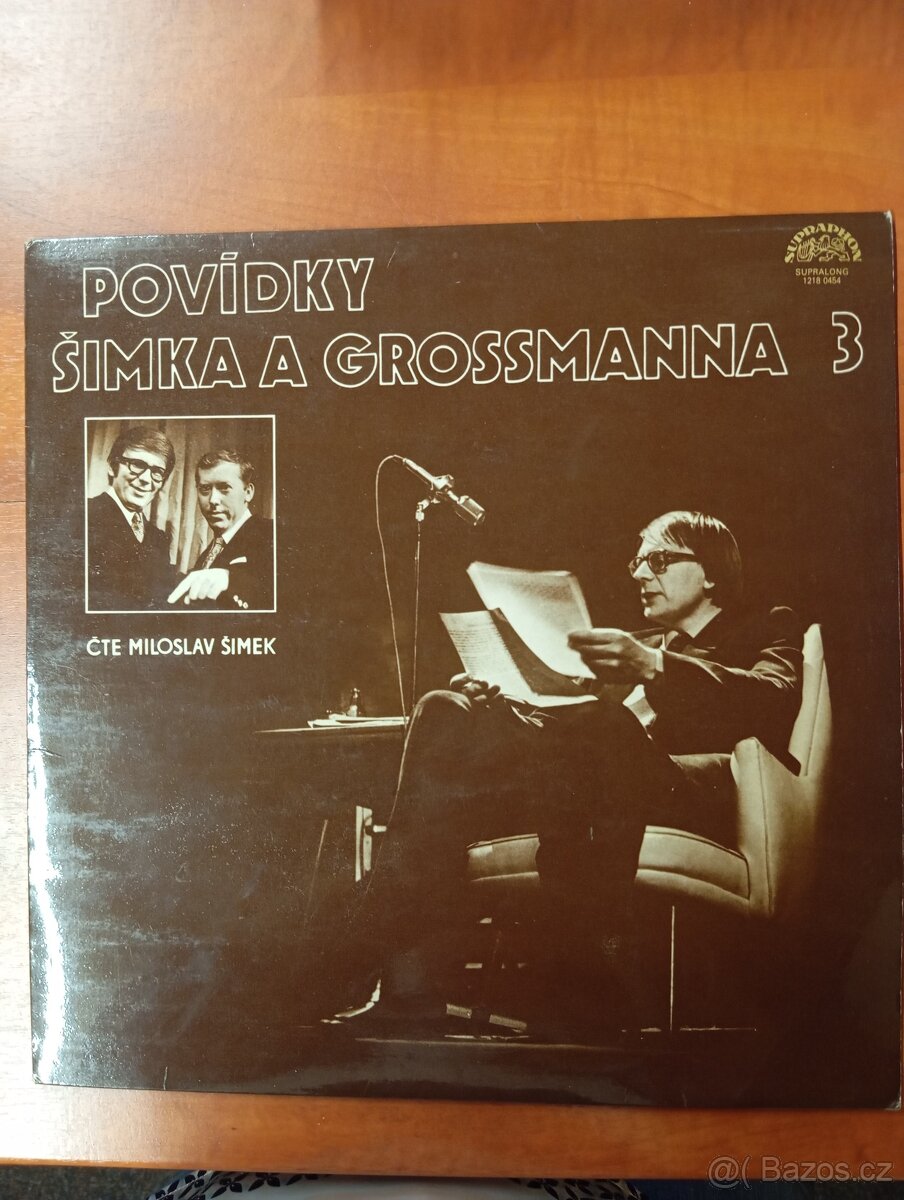 SUPRAPHON
SUPRALONG
1218 0454
POVÍDKY
ŠIMKA A GROSSMANNA 3
ČTE MILOSLAV ŠIMEK
@( Bazos.cz